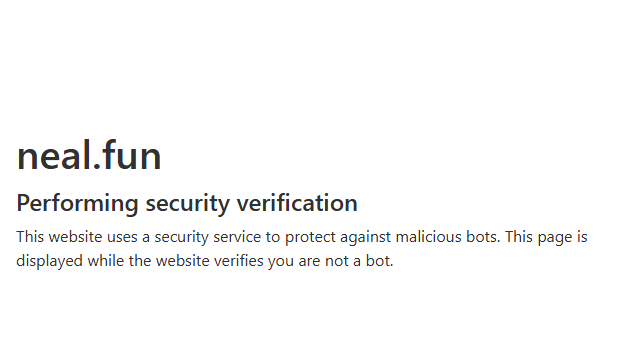 neal.fun
Performing security verification
This website uses a security service to protect against malicious bots. This page is
displayed while the website verifies you are not a bot.